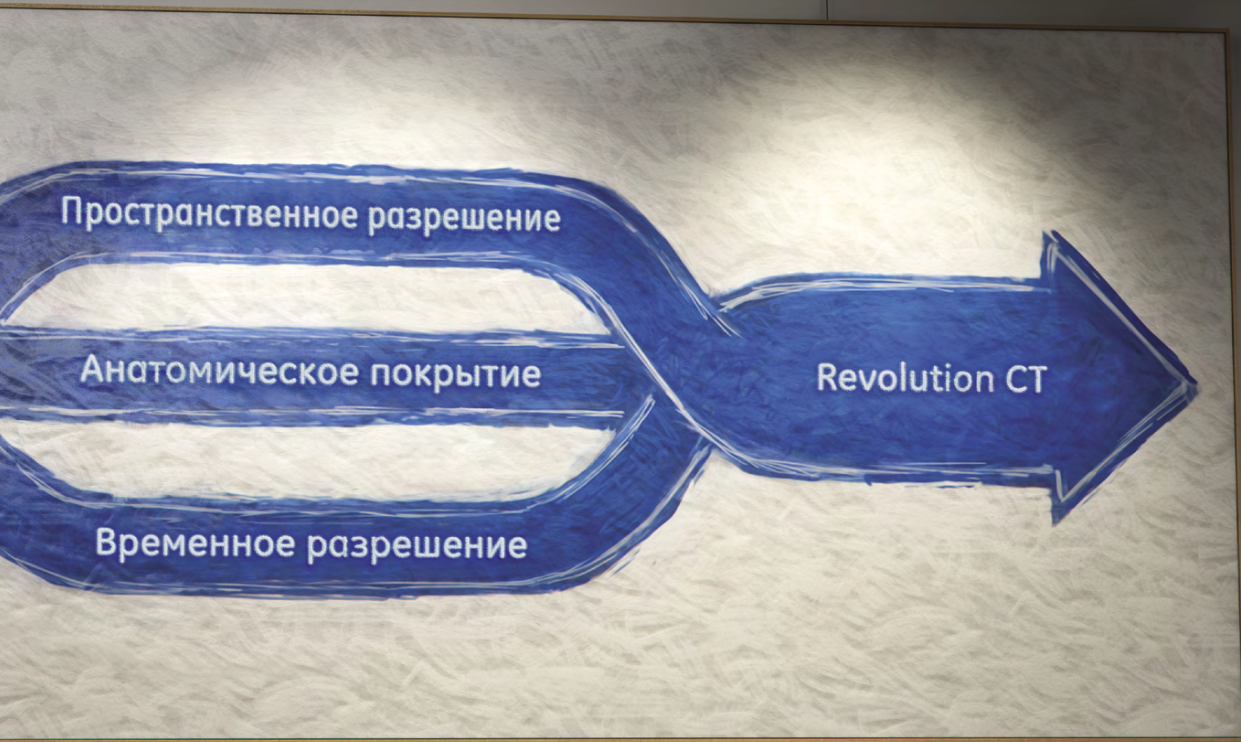 Пространственное разрешение
Анатомическое покрытие
Временное разрешение
Revolution CT